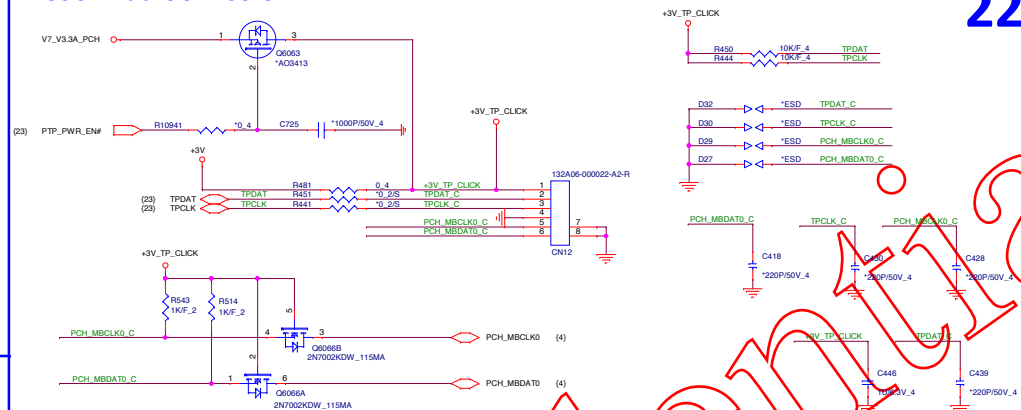 22
+3V_TP_CLICK
V7_V3.3A_PCH
1
3
Q6063
*AO3413
2
R450
10K/F_4
TPDAT
R444
10K/F_4
TPCLK
+3V_TP_CLICK
D32
*ESD
TPDAT_C
D30
*ESD
TPCLK_C
D29
*ESD
PCH_MBCLK0_C
D27
*ESD
PCH_MBDAT0_C
{23}
PTP_PWR_EN#
R10941
*0_4
C725
*1000P/50V_4
+3V
132A06-000022-A2-R
R481
0_4
+3V_TP_CLICK
1
{23}
TPDAT
TPDAT
R451
*0_2/S
TPDAT_C
2
{23}
TPCLK
TPCLK
R441
*0_2/S
TPCLK_C
3
4
PCH_MBCLK0_C
5
7
PCH_MBDAT0_C
6
8
CN12
PCH_MBDAT0_C
TPCLK_C
C418
*220P/50V_4
*220P/50V_4
C428
*220P/50V_4
+3V_TP_CLICK
R543
1K/F_2
R514
1K/F_2
5
PCH_MBCLK0_C
4
3
PCH_MBCLK0
{4}
Q6066B
2N7002KDW_115MA
2
PCH_MBDAT0_C
1
6
PCH_MBDAT0
{4}
Q6066A
2N7002KDW_115MA
+3V_TP_CLICK
TPDAT_C
C446
C439
*220P/50V_4